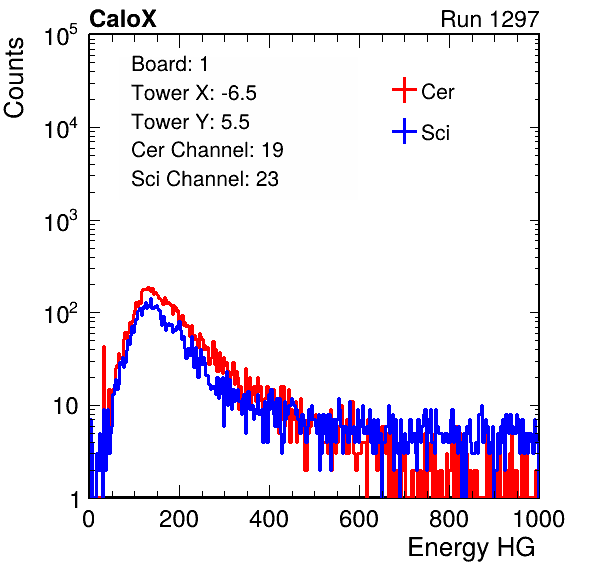 CaloX Run 1297
Counts
Board: 1
Tower X: -6.5
Tower Y: 5.5
Cer Channel: 19
Sci Channel: 23
Cer
Sci
10^5
10^4
10^3
10^2
10
1
0 200 400 600 800 1000
Energy HG